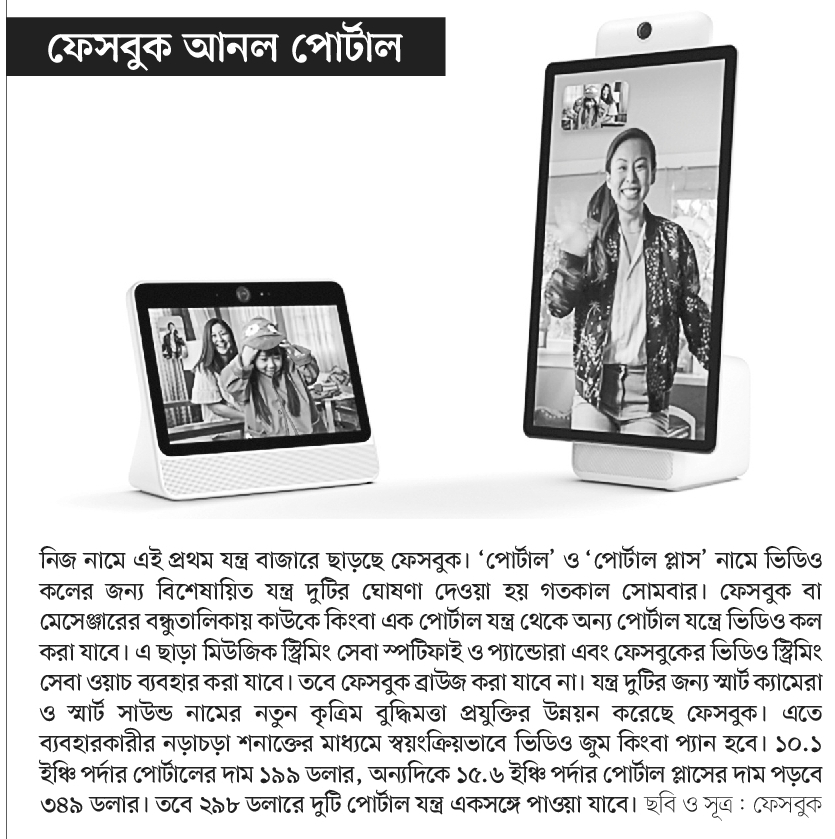 ফেসবুক আনল পোর্টাল
নিজ নামে এই প্রথম যন্ত্র বাজারে ছাড়ছে ফেসবুক। ‘পোর্টাল’ ও ‘পোর্টাল প্লাস’ নামে ভিডিও
কলের জন্য বিশেষায়িত যন্ত্র দুটির ঘোষণা দেওয়া হয় গতকাল সোমবার। ফেসবুক বা
মেসেঞ্জারের বন্ধুতালিকায় কাউকে কিংবা এক পোর্টাল যন্ত্র থেকে অন্য পোর্টাল যন্ত্রে ভিডিও কল
করা যাবে। এ ছাড়া মিউজিক স্ট্রিমিং সেবা স্পটিফাই ও প্যান্ডোরা এবং ফেসবুকের ভিডিও স্ট্রিমিং
সেবা ওয়াচ ব্যবহার করা যাবে। তবে ফেসবুক ব্রাউজ করা যাবে না। যন্ত্র দুটির জন্য স্মার্ট ক্যামেরা
ও স্মার্ট সাউন্ড নামের নতুন কৃত্রিম বুদ্ধিমত্তা প্রযুক্তির উন্নয়ন করেছে ফেসবুক। এতে
ব্যবহারকারীর নড়াচড়া শনাক্তের মাধ্যমে স্বয়ংক্রিয়ভাবে ভিডিও জুম কিংবা প্যান হবে। ১০.১
ইঞ্চি পর্দার পোর্টালের দাম ১৯৯ ডলার, অন্যদিকে ১৫.৬ ইঞ্চি পর্দার পোর্টাল প্লাসের দাম পড়বে
৩৪৯ ডলার। তবে ২৯৮ ডলারে দুটি পোর্টাল যন্ত্র একসঙ্গে পাওয়া যাবে। ছবি ও সূত্র : ফেসবুক